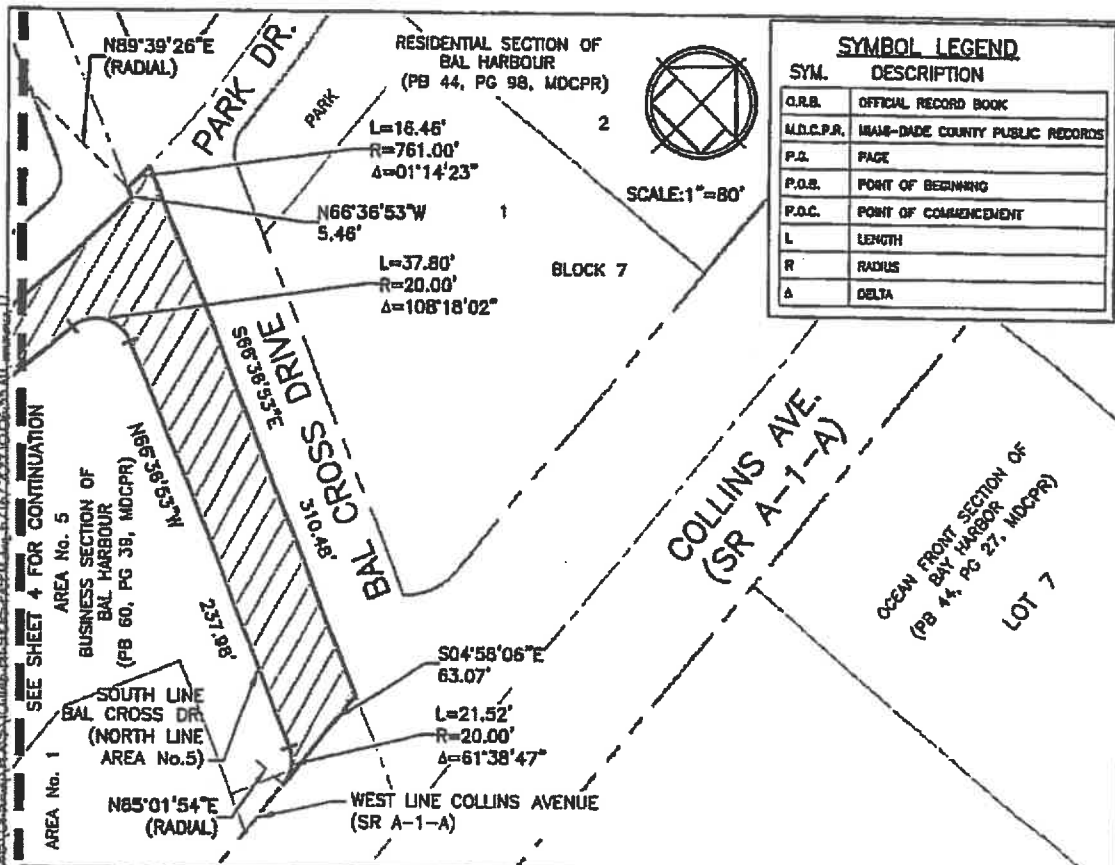 N89°39'26"E
(RADIAL)
PARK DR.
PARK
RESIDENTIAL SECTION OF
BAL HARBOUR
(PB 44, PG 98, MDCPR)
2
L=16.46'
R=761.00'
Δ=01°14'23"
N66°36'53"W
5.46'
1
L=37.80'
R=20.00'
Δ=108°18'02"
BLOCK 7
SCALE:1"=80'
SYMBOL LEGEND
SYM. DESCRIPTION
O.R.B. OFFICIAL RECORD BOOK
M.D.C.P.R. MIAMI-DADE COUNTY PUBLIC RECORDS
P.G. PAGE
P.O.B. POINT OF BEGINNING
P.O.C. POINT OF COMMENCEMENT
L LENGTH
R RADIUS
Δ DELTA
BAL CROSS DRIVE
S66°36'53"E
310.48'
N66°36'53"W
237.98'
SEE SHEET 4 FOR CONTINUATION
AREA No. 5
BUSINESS SECTION OF
BAL HARBOUR
(PB 60, PG 39, MDCPR)
AREA No. 1
SOUTH LINE
BAL CROSS DR.
(NORTH LINE
AREA No.5)
N85°01'54"E
(RADIAL)
S04°58'06"E
63.07'
L=21.52'
R=20.00'
Δ=61°38'47"
WEST LINE COLLINS AVENUE
(SR A-1-A)
COLLINS AVE.
(SR A-1-A)
OCEAN FRONT SECTION OF
BAY HARBOR
(PB 44, PG 27, MDCPR)
LOT 7